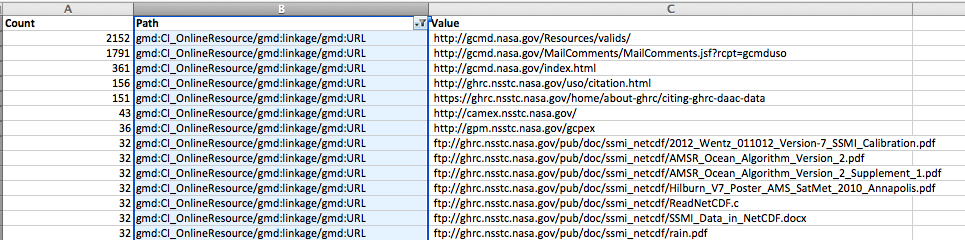 A B C
Count Path Value
2152 gmd:CI_OnlineResource/gmd:linkage/gmd:URL http://gcmd.nasa.gov/Resources/valids/
1791 gmd:CI_OnlineResource/gmd:linkage/gmd:URL http://gcmd.nasa.gov/MailComments/MailComments.jsf?rcpt=gcmduso
361 gmd:CI_OnlineResource/gmd:linkage/gmd:URL http://gcmd.nasa.gov/index.html
156 gmd:CI_OnlineResource/gmd:linkage/gmd:URL http://ghrc.nsstc.nasa.gov/uso/citation.html
151 gmd:CI_OnlineResource/gmd:linkage/gmd:URL https://ghrc.nsstc.nasa.gov/home/about-ghrc/citing-ghrc-daac-data
43 gmd:CI_OnlineResource/gmd:linkage/gmd:URL http://camex.nsstc.nasa.gov/
36 gmd:CI_OnlineResource/gmd:linkage/gmd:URL http://gpm.nsstc.nasa.gov/gcpex
32 gmd:CI_OnlineResource/gmd:linkage/gmd:URL ftp://ghrc.nsstc.nasa.gov/pub/doc/ssmi_netcdf/2012_Wentz_011012_Version-7_SSMI_Calibration.pdf
32 gmd:CI_OnlineResource/gmd:linkage/gmd:URL ftp://ghrc.nsstc.nasa.gov/pub/doc/ssmi_netcdf/AMSR_Ocean_Algorithm_Version_2.pdf
32 gmd:CI_OnlineResource/gmd:linkage/gmd:URL ftp://ghrc.nsstc.nasa.gov/pub/doc/ssmi_netcdf/AMSR_Ocean_Algorithm_Version_2_Supplement_1.pdf
32 gmd:CI_OnlineResource/gmd:linkage/gmd:URL ftp://ghrc.nsstc.nasa.gov/pub/doc/ssmi_netcdf/Hilburn_V7_Poster_AMS_SatMet_2010_Annapolis.pdf
32 gmd:CI_OnlineResource/gmd:linkage/gmd:URL ftp://ghrc.nsstc.nasa.gov/pub/doc/ssmi_netcdf/ReadNetCDF.c
32 gmd:CI_OnlineResource/gmd:linkage/gmd:URL ftp://ghrc.nsstc.nasa.gov/pub/doc/ssmi_netcdf/SSMI_Data_in_NetCDF.docx
32 gmd:CI_OnlineResource/gmd:linkage/gmd:URL ftp://ghrc.nsstc.nasa.gov/pub/doc/ssmi_netcdf/rain.pdf